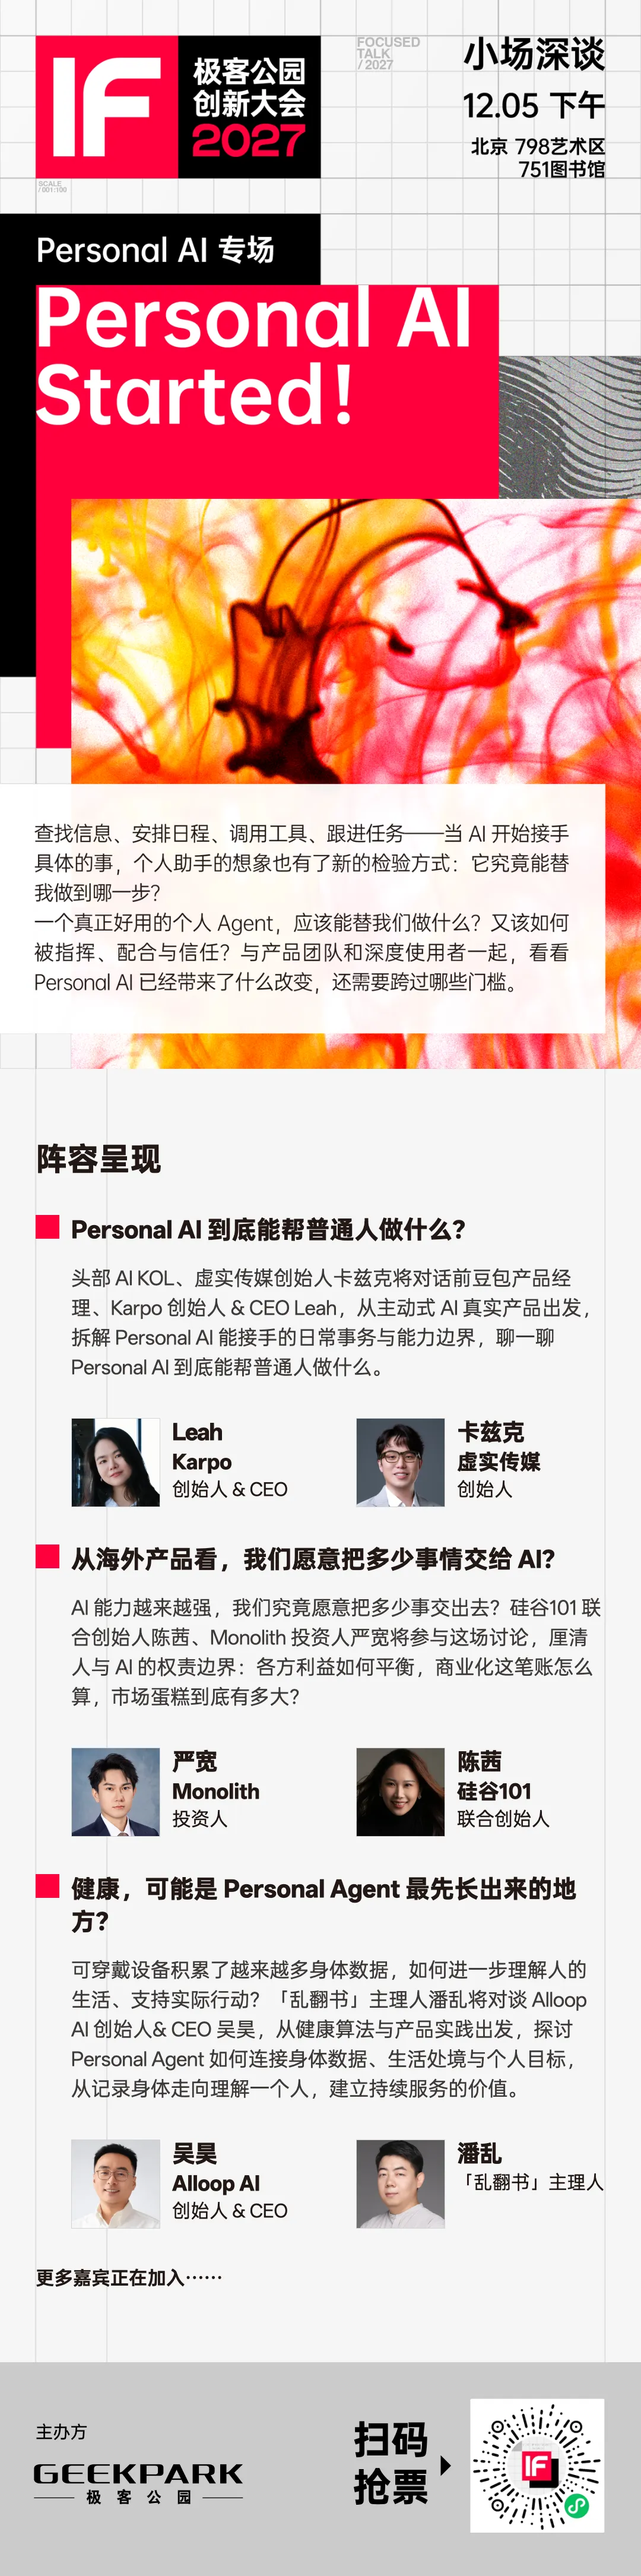 IF
极客公园
创新大会
2027
FOCUSED
TALK
/ 2027
小场深谈
12.05 下午
北京 798艺术区
751图书馆
SCALE
/ 001:100
Personal AI 专场
Personal AI
Started!
查找信息、安排日程、调用工具、跟进任务——当 AI 开始接手
具体的事，个人助手的想象也有了新的检验方式：它究竟能替
我做到哪一步？
一个真正好用的个人 Agent，应该能替我们做什么？又该如何
被指挥、配合与信任？与产品团队和深度使用者一起，看看
Personal AI 已经带来了什么改变，还需要跨过哪些门槛。
阵容呈现
Personal AI 到底能帮普通人做什么？
头部 AI KOL、虚实传媒创始人卡兹克将对话前豆包产品经
理、Karpo 创始人 & CEO Leah，从主动式 AI 真实产品出发，
拆解 Personal AI 能接手的日常事务与能力边界，聊一聊
Personal AI 到底能帮普通人做什么。
Leah
Karpo
创始人 & CEO
卡兹克
虚实传媒
创始人
从海外产品看，我们愿意把多少事情交给 AI？
AI 能力越来越强，我们究竟愿意把多少事交出去？硅谷101 联
合创始人陈茜、Monolith 投资人严宽将参与这场讨论，厘清
人与 AI 的权责边界：各方利益如何平衡，商业化这笔账怎么
算，市场蛋糕到底有多大？
严宽
Monolith
投资人
陈茜
硅谷101
联合创始人
健康，可能是 Personal Agent 最先长出来的地
方？
可穿戴设备积累了越来越多身体数据，如何进一步理解人的
生活、支持实际行动？「乱翻书」主理人潘乱将对谈 Alloop
AI 创始人& CEO 吴昊，从健康算法与产品实践出发，探讨
Personal Agent 如何连接身体数据、生活处境与个人目标，
从记录身体走向理解一个人，建立持续服务的价值。
吴昊
Alloop AI
创始人 & CEO
潘乱
「乱翻书」主理人
更多嘉宾正在加入……
主办方
GEEKPARK
极客公园
扫码
抢票
IF